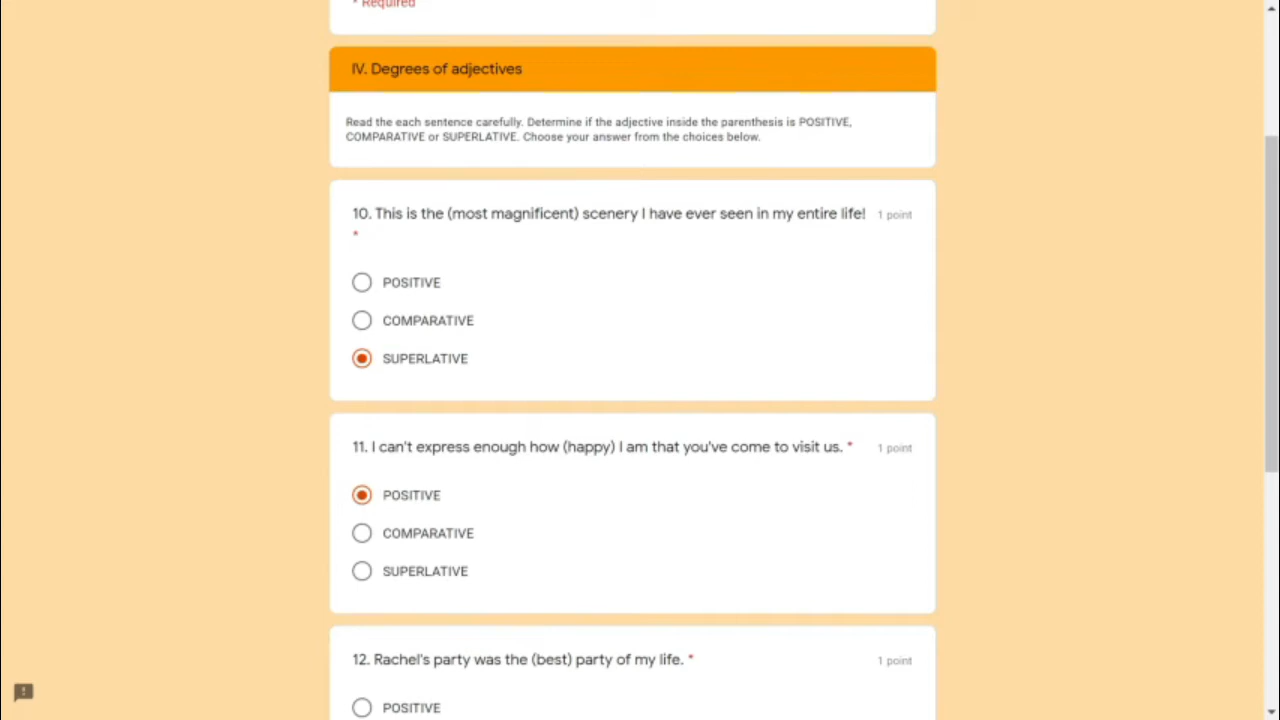 * Required
IV. Degrees of adjectives
Read the each sentence carefully. Determine if the adjective inside the parenthesis is POSITIVE,
COMPARATIVE or SUPERLATIVE. Choose your answer from the choices below.
10. This is the (most magnificent) scenery I have ever seen in my entire life! 1 point
*
POSITIVE
COMPARATIVE
SUPERLATIVE
11. I can't express enough how (happy) I am that you've come to visit us. * 1 point
POSITIVE
COMPARATIVE
SUPERLATIVE
12. Rachel's party was the (best) party of my life. * 1 point
POSITIVE